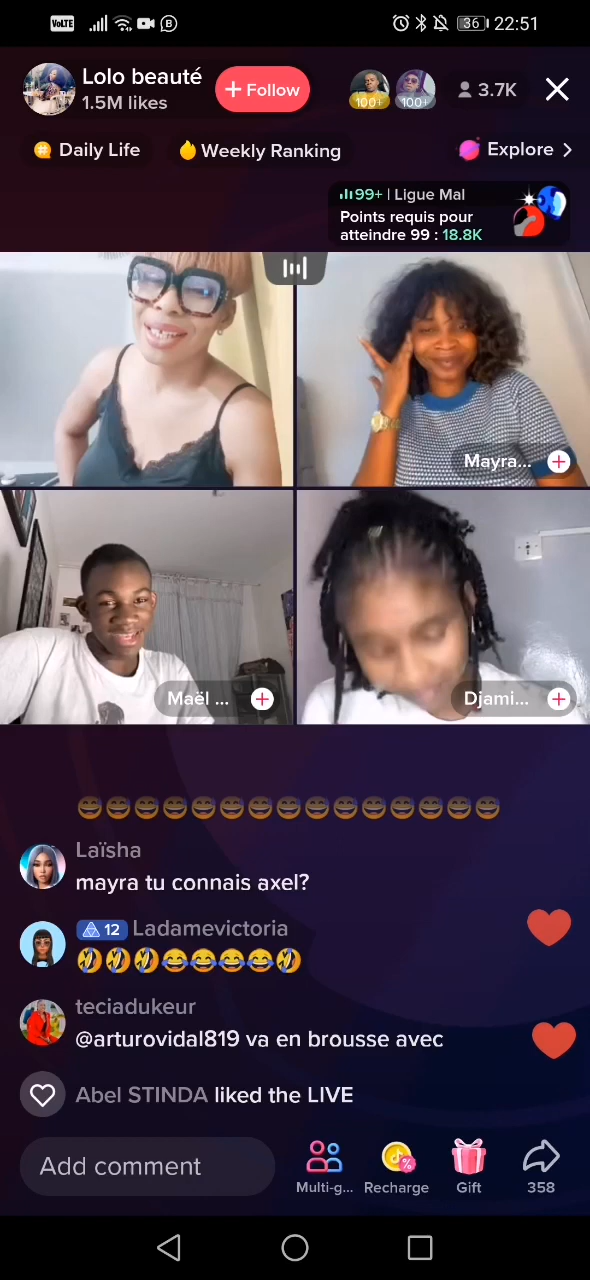 VoLTE
36 22:51
Lolo beauté
1.5M likes
+ Follow
100+
100+
3.7K
Daily Life
Weekly Ranking
Explore >
99+ | Ligue Mal
Points requis pour
atteindre 99 : 18.8K
Mayra...
Maël ...
Djami...
😅😅😅😅😅😅😅😅😅😅😅😅😅😅😅
Laïsha
mayra tu connais axel?
12 Ladamevictoria
🤣🤣🤣😂😂😂😂🤣
teciadukeur
@arturovidal819 va en brousse avec
Abel STINDA liked the LIVE
Add comment
Multi-g...
Recharge
Gift
358